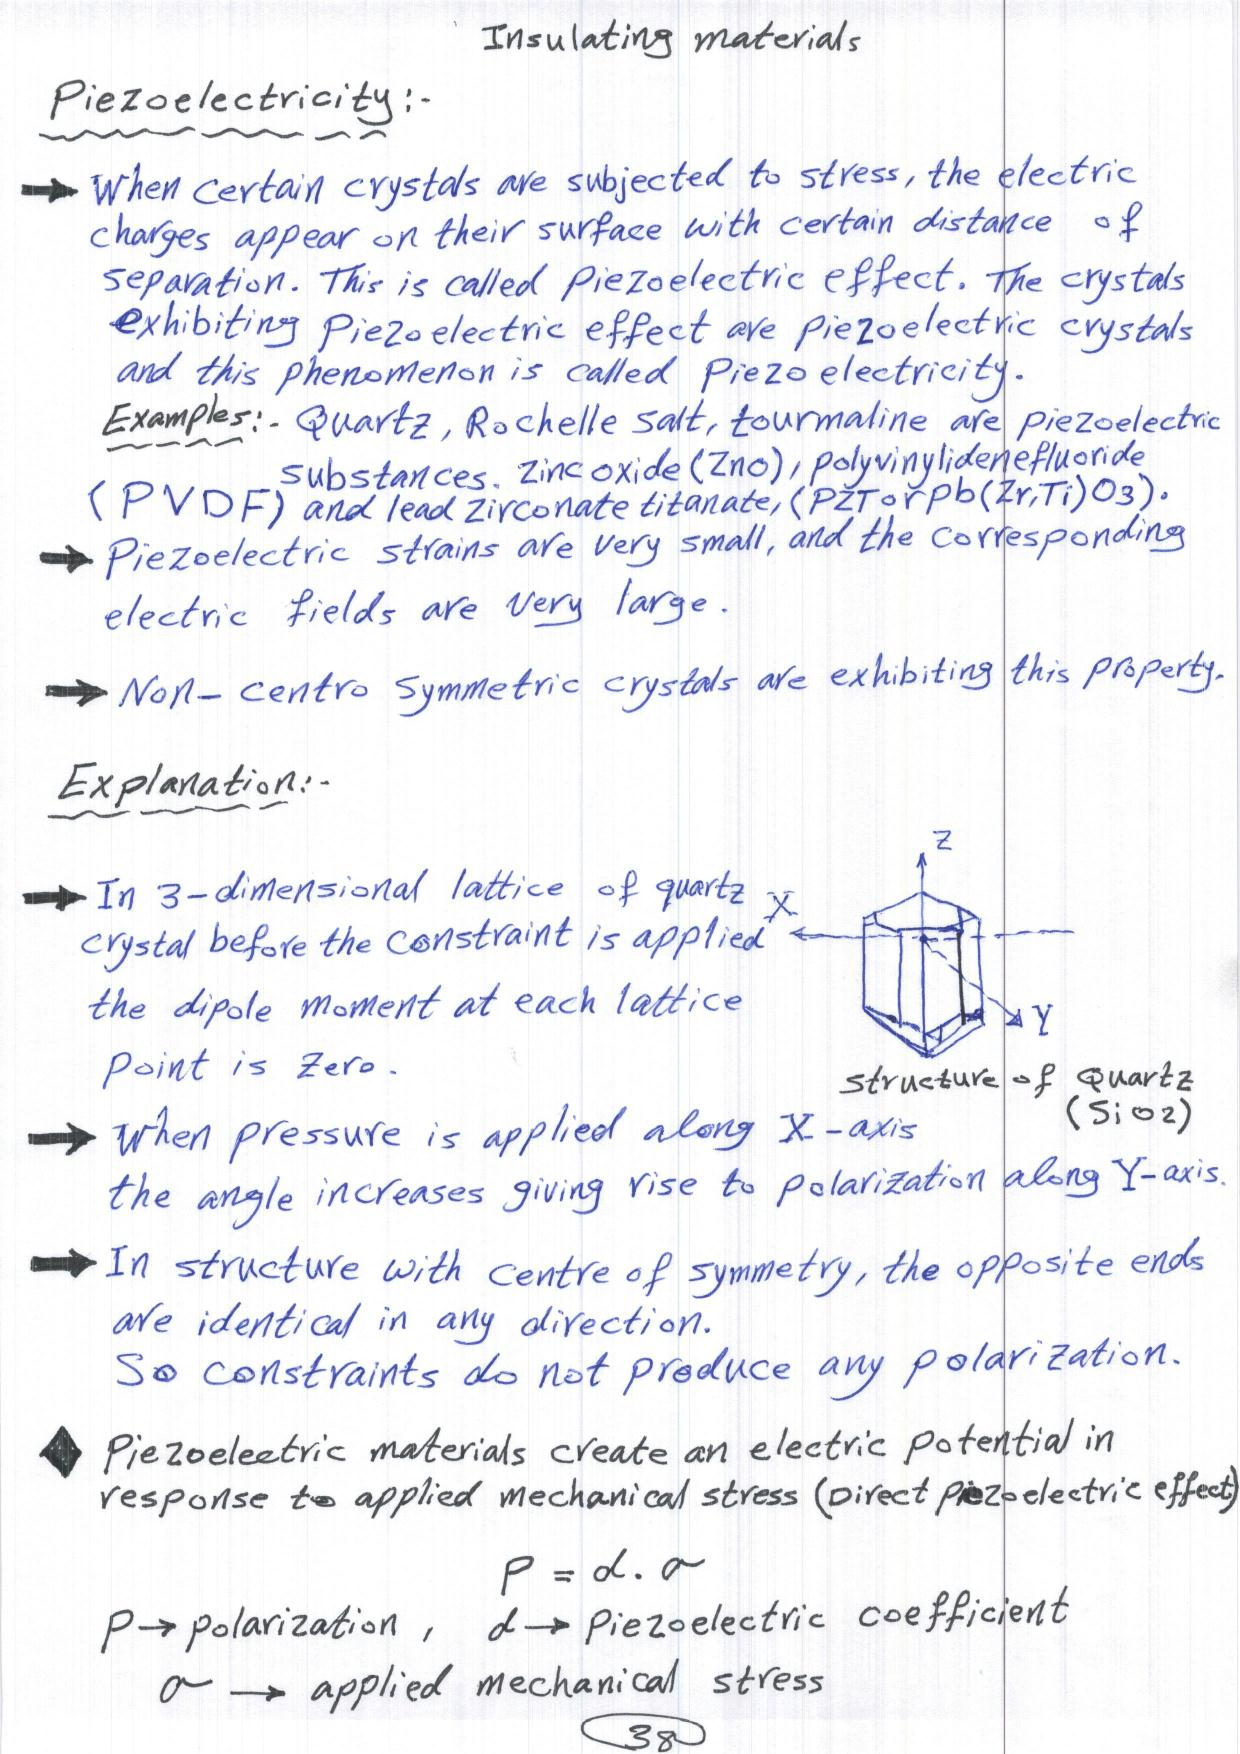 Insulating materials
Piezoelectricity:-
→ When certain crystals are subjected to stress, the electric
charges appear on their surface with certain distance of
separation. This is called Piezoelectric effect. The crystals
exhibiting Piezoelectric effect are piezoelectric crystals
and this phenomenon is called Piezoelectricity.
Examples:- Quartz, Rochelle salt, tourmaline are piezoelectric
substances. Zinc oxide (Zno), polyvinylidenefluoride
(PVDF) and lead zirconate titanate, (PZT or Pb(Zr,Ti)O3).
→ Piezoelectric strains are very small, and the corresponding
electric fields are very large.
→ Non-centro symmetric crystals are exhibiting this property.
Explanation:-
→ In 3-dimensional lattice of quartz
crystal before the constraint is applied
the dipole moment at each lattice
point is zero.
Z
X
Y
structure of Quartz
(SiO2)
→ When pressure is applied along X-axis
the angle increases giving rise to polarization along Y-axis.
→ In structure with centre of symmetry, the opposite ends
are identical in any direction.
So constraints do not produce any polarization.
◆ Piezoelectric materials create an electric potential in
response to applied mechanical stress (Direct piezoelectric effect)
P = d. σ
P → polarization, d → Piezoelectric coefficient
σ → applied mechanical stress
38